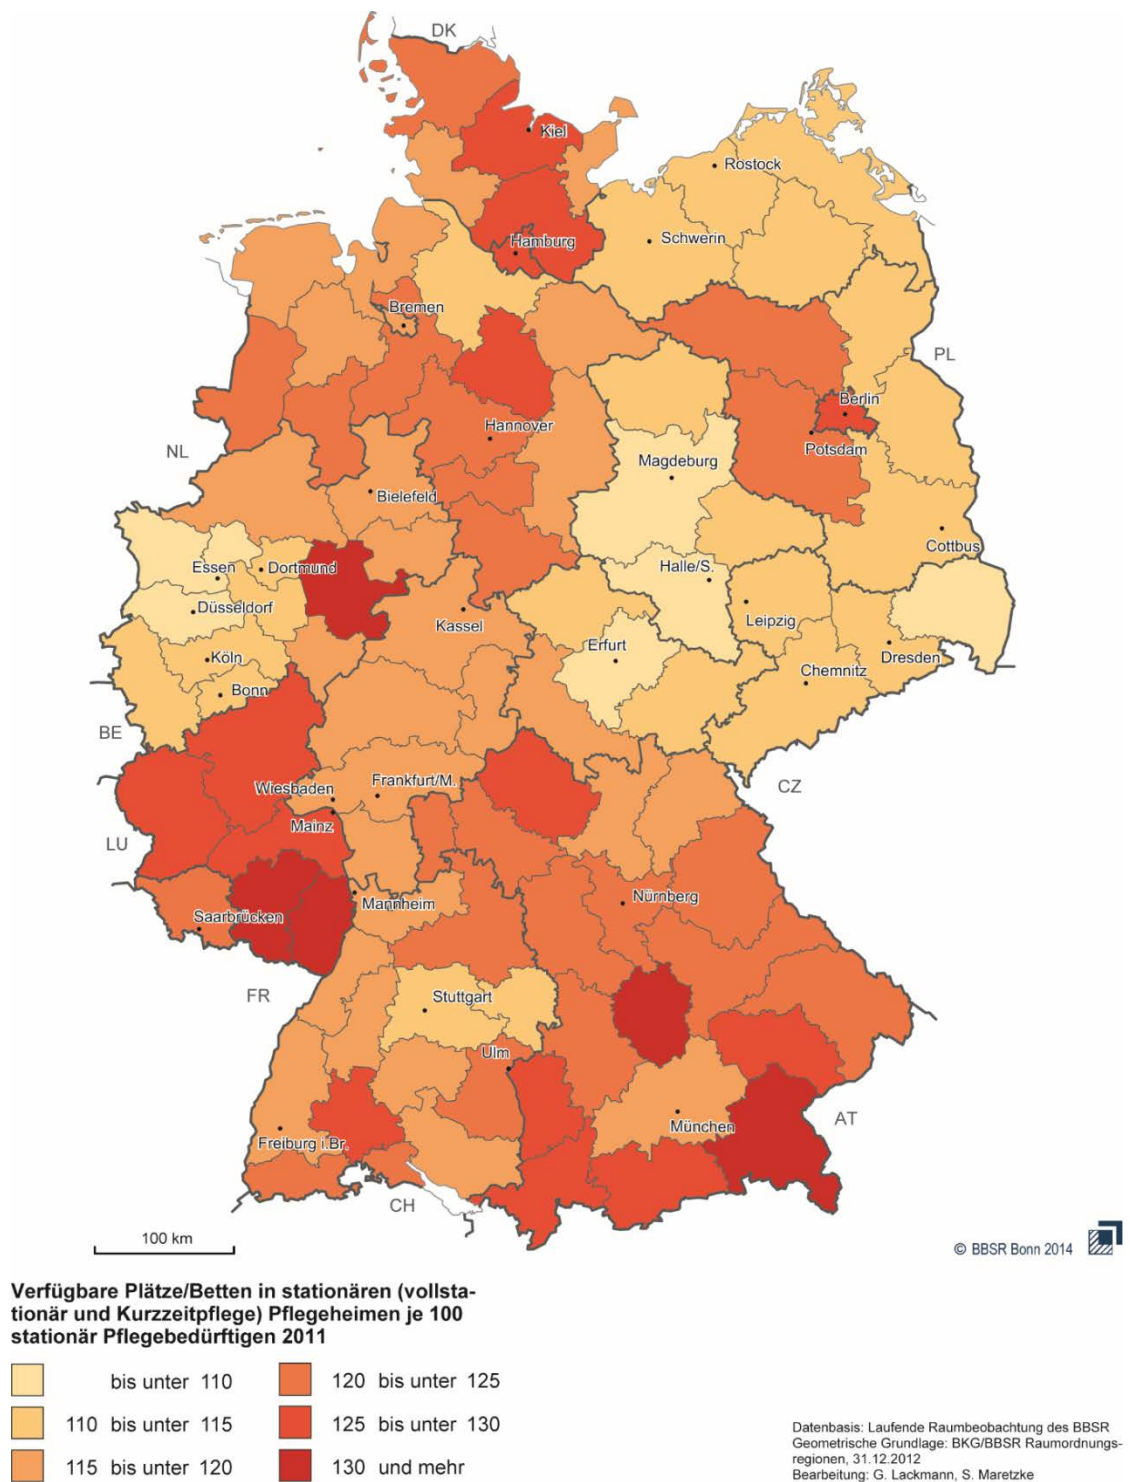 DK
Kiel
Rostock
Schwerin
Hamburg
Bremen
PL
Berlin
Hannover
Potsdam
NL
Magdeburg
Bielefeld
Cottbus
Essen
Dortmund
Halle/S.
Düsseldorf
Leipzig
Kassel
Erfurt
Köln
Dresden
Chemnitz
Bonn
BE
Wiesbaden
Frankfurt/M.
CZ
Mainz
LU
Mannheim
Nürnberg
Saarbrücken
FR
Stuttgart
Ulm
München
AT
Freiburg i.Br.
CH
100 km
© BBSR Bonn 2014
Verfügbare Plätze/Betten in stationären (vollsta-
tionär und Kurzzeitpflege) Pflegeheimen je 100
stationär Pflegebedürftigen 2011
bis unter 110
110 bis unter 115
115 bis unter 120
120 bis unter 125
125 bis unter 130
130 und mehr
Datenbasis: Laufende Raumbeobachtung des BBSR
Geometrische Grundlage: BKG/BBSR Raumordnungs-
regionen, 31.12.2012
Bearbeitung: G. Lackmann, S. Maretzke